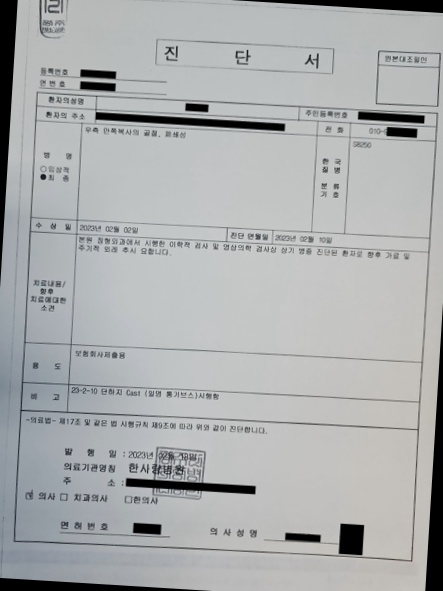 진 단 서
원본대조필인
등록번호
연 번 호
환자의성명
주민등록번호
환자의 주소
전 화
010-
병 명
○임상적
●최 종
우측 안쪽복사의 골절, 폐쇄성
한국질병분류기호
S8250
수 상 일
2023년 02월 02일
진단 연월일
2023년 02월 10일
치료내용/
향후
치료에대한
소견
본원 정형외과에서 시행한 이학적 검사 및 영상의학 검사상 상기 병증 진단된 환자로 향후 가료 및
주기적 외래 추시 요합니다.
용 도
보험회사제출용
비 고
23-2-10 단하지 Cast (일명 통기브스)시행함
-의료법- 제17조 및 같은 법 시행규칙 제9조에 따라 위와 같이 진단합니다.
발 행 일 : 2023년 02월 10일
의료기관명칭 한사랑병원
주 소 :
☑ 의사 □ 치과의사 □한의사
면 허 번 호
의 사 성 명